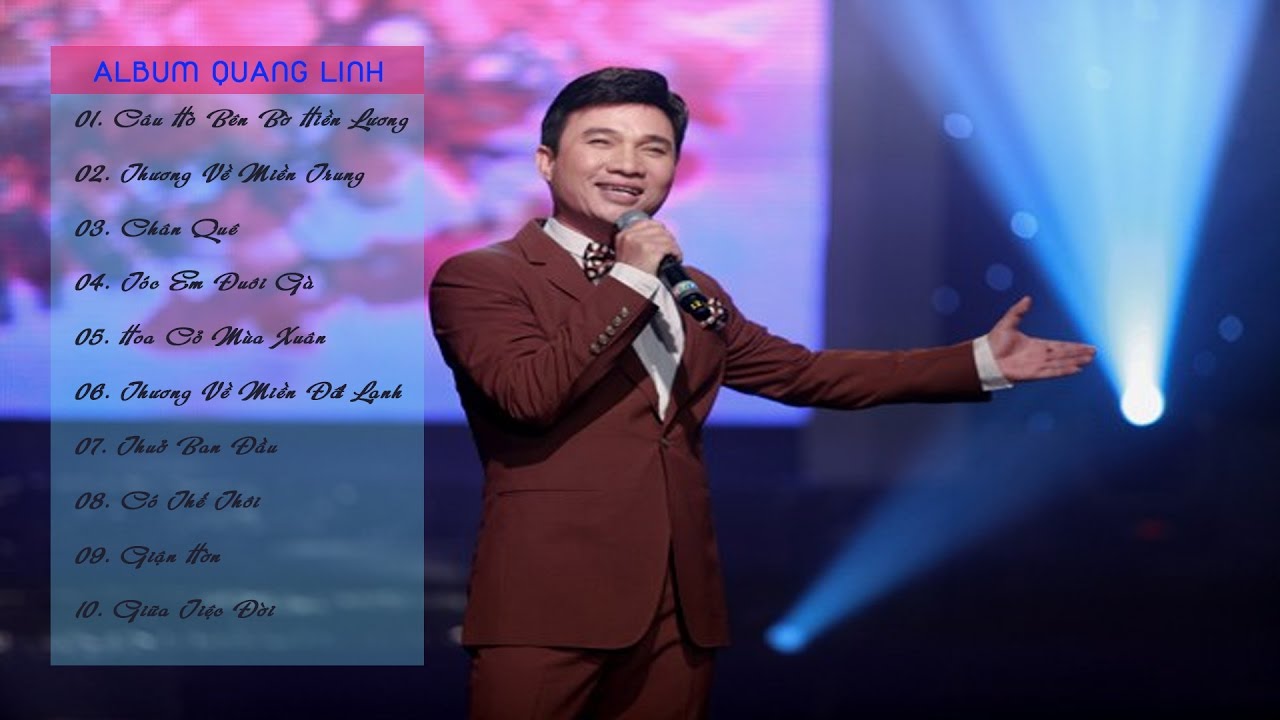 ALBUM QUANG LINH
01. Câu Hò Bên Bờ Hiền Lương
02. Thương Về Miền Trung
03. Chân Quê
04. Tóc Em Đuôi Gà
05. Hoa Cỏ Mùa Xuân
06. Thương Về Miền Đất Lạnh
07. Thuở Ban Đầu
08. Có Thế Thôi
09. Giận Hờn
10. Giữa Tiệc Đời